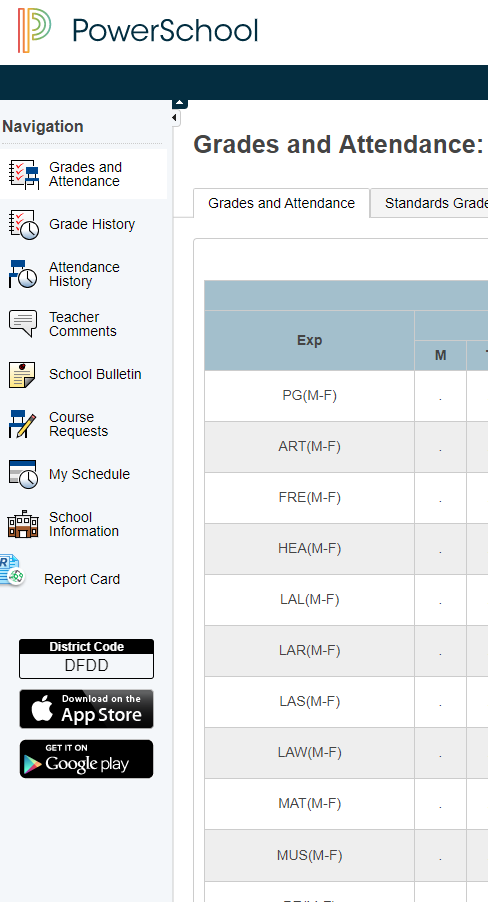 PowerSchool
Navigation
Grades and
Attendance
Grade History
Attendance
History
Teacher
Comments
School Bulletin
Course
Requests
My Schedule
School
Information
Report Card
District Code
DFDD
Download on the
App Store
GET IT ON
Google play
Grades and Attendance:
Grades and Attendance
Standards Grade
Exp
M
PG(M-F) .
ART(M-F) .
FRE(M-F) .
HEA(M-F) .
LAL(M-F) .
LAR(M-F) .
LAS(M-F) .
LAW(M-F) .
MAT(M-F) .
MUS(M-F) .